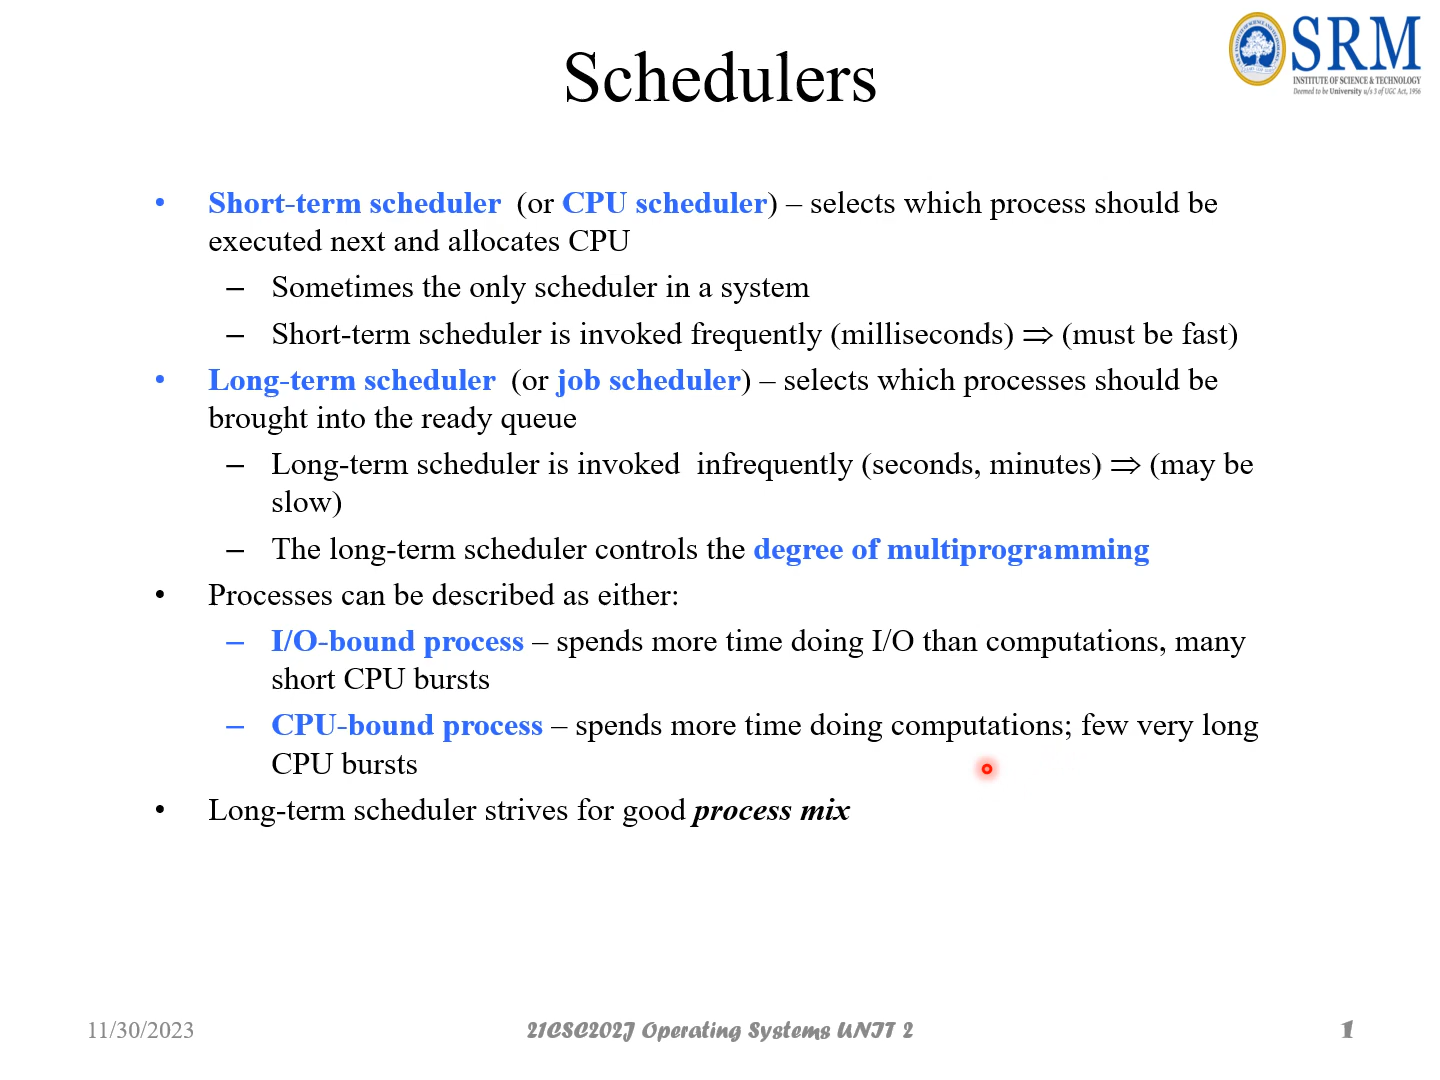 Schedulers
SRM
INSTITUTE OF SCIENCE & TECHNOLOGY
Deemed to be University u/s 3 of UGC Act, 1956
• Short-term scheduler (or CPU scheduler) – selects which process should be
executed next and allocates CPU
– Sometimes the only scheduler in a system
– Short-term scheduler is invoked frequently (milliseconds) ⇒ (must be fast)
• Long-term scheduler (or job scheduler) – selects which processes should be
brought into the ready queue
– Long-term scheduler is invoked infrequently (seconds, minutes) ⇒ (may be
slow)
– The long-term scheduler controls the degree of multiprogramming
• Processes can be described as either:
– I/O-bound process – spends more time doing I/O than computations, many
short CPU bursts
– CPU-bound process – spends more time doing computations; few very long
CPU bursts
• Long-term scheduler strives for good process mix
11/30/2023
21CSC202J Operating Systems UNIT 2
1